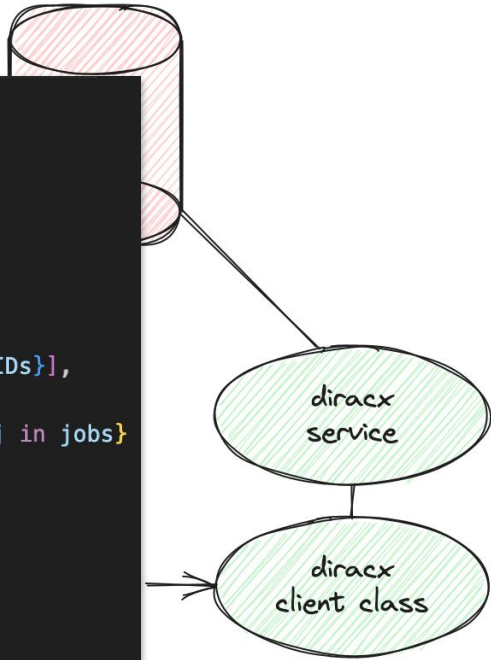 IDs}],
j in jobs}
diracx
service
diracx
client class